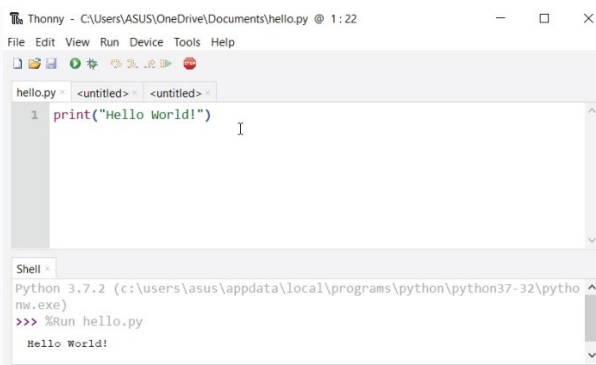 Thonny - C:\Users\ASUS\OneDrive\Documents\hello.py @ 1:22
File Edit View Run Device Tools Help
hello.py × <untitled> × <untitled> ×
1 print("Hello World!")
Shell ×
Python 3.7.2 (c:\users\asus\appdata\local\programs\python\python37-32\pytho
nw.exe)
>>> %Run hello.py
Hello World!